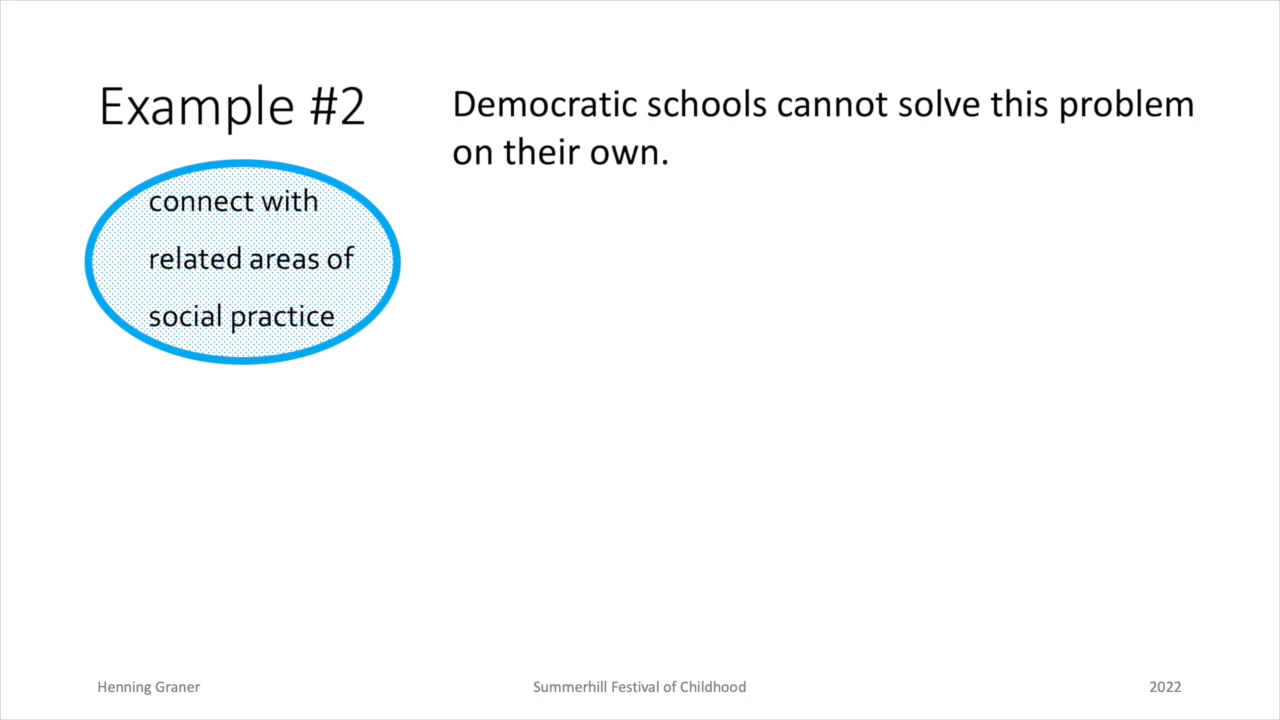 Example #2
Democratic schools cannot solve this problem
on their own.
connect with
related areas of
social practice
Henning Graner
Summerhill Festival of Childhood
2022